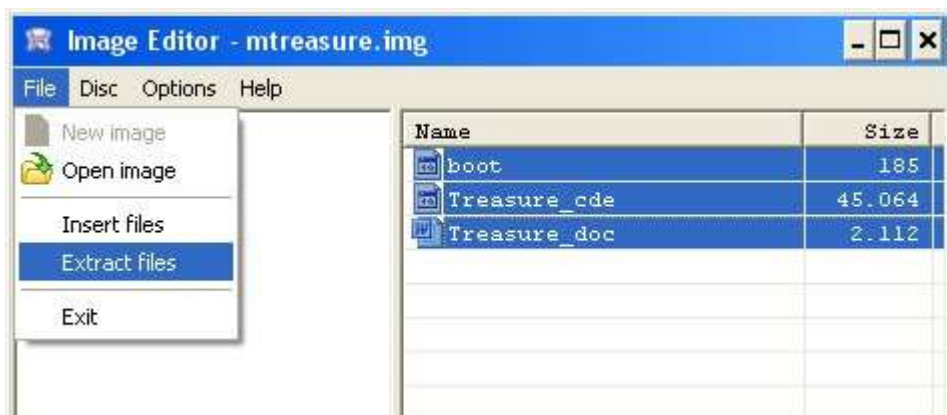 Image Editor - mtreasure.img
File Disc Options Help
New image
Open image
Insert files
Extract files
Exit
Name Size
boot 185
Treasure_cde 45.064
Treasure_doc 2.112